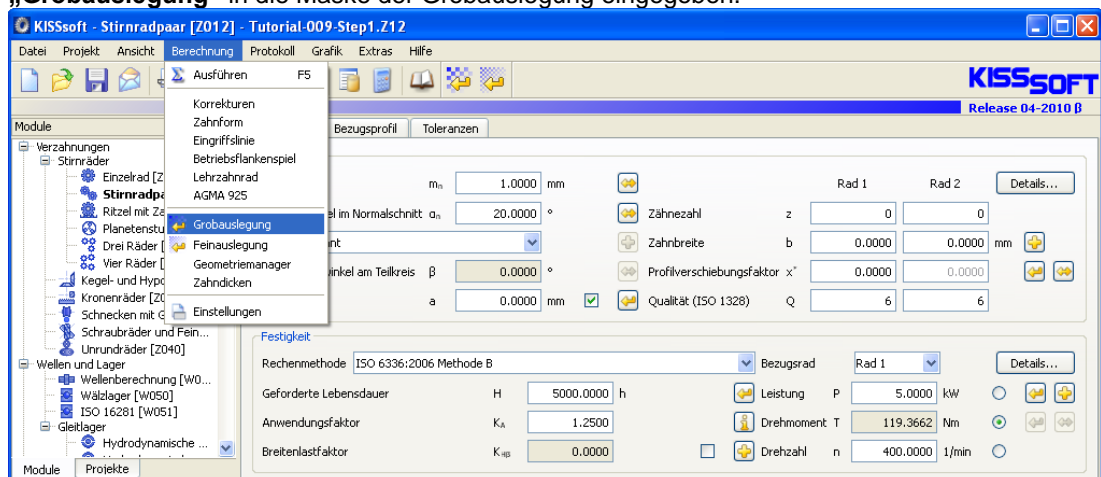 „Grobauslegung" in die Maske der Grobauslegung eingegeben.
KISSsoft - Stirnradpaar [Z012] - Tutorial-009-Step1.Z12
Datei Projekt Ansicht Berechnung Protokoll Grafik Extras Hilfe
Σ Ausführen F5
KISSSOFT
Release 04-2010 β
Korrekturen
Zahnform
Eingriffslinie
Betriebsflankenspiel
Lehrzahnrad
AGMA 925
Grobauslegung
Feinauslegung
Geometriemanager
Zahndicken
Einstellungen
Module
Verzahnungen
Stirnräder
Einzelrad [Z
Stirnradpa
Ritzel mit Za
Planetenstu
Drei Räder [
Vier Räder [
Kegel- und Hypo
Kronenräder [Z0
Schnecken mit G
Schraubräder und Fein...
Unrundräder [Z040]
Wellen und Lager
Wellenberechnung [W0...
Wälzlager [W050]
ISO 16281 [W051]
Gleitlager
Hydrodynamische ...
Module Projekte
Bezugsprofil Toleranzen
mₙ 1.0000 mm Rad 1 Rad 2 Details...
el im Normalschnitt αₙ 20.0000 ° Zähnezahl z 0 0
nt Zahnbreite b 0.0000 0.0000 mm
inkel am Teilkreis β 0.0000 ° Profilverschiebungsfaktor x* 0.0000 0.0000
a 0.0000 mm Qualität (ISO 1328) Q 6 6
Festigkeit
Rechenmethode ISO 6336:2006 Methode B Bezugsrad Rad 1 Details...
Geforderte Lebensdauer H 5000.0000 h Leistung P 5.0000 kW
Anwendungsfaktor K_A 1.2500 Drehmoment T 119.3662 Nm
Breitenlastfaktor K_Hβ 0.0000 Drehzahl n 400.0000 1/min